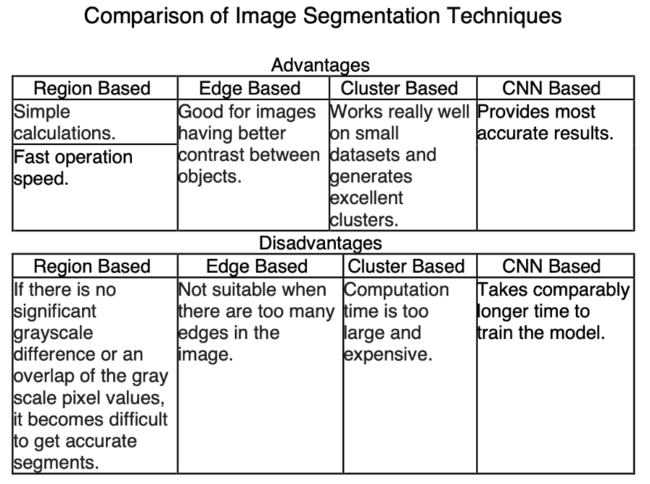 Comparison of Image Segmentation Techniques
Advantages
Region Based
Edge Based
Cluster Based
CNN Based
Simple
calculations.
Fast operation
speed.
Good for images
having better
contrast between
objects.
Works really well
on small
datasets and
generates
excellent
clusters.
Provides most
accurate results.
Disadvantages
Region Based
Edge Based
Cluster Based
CNN Based
If there is no
significant
grayscale
difference or an
overlap of the gray
scale pixel values,
it becomes difficult
to get accurate
segments.
Not suitable when
there are too many
edges in the
image.
Computation
time is too
large and
expensive.
Takes comparably
longer time to
train the model.